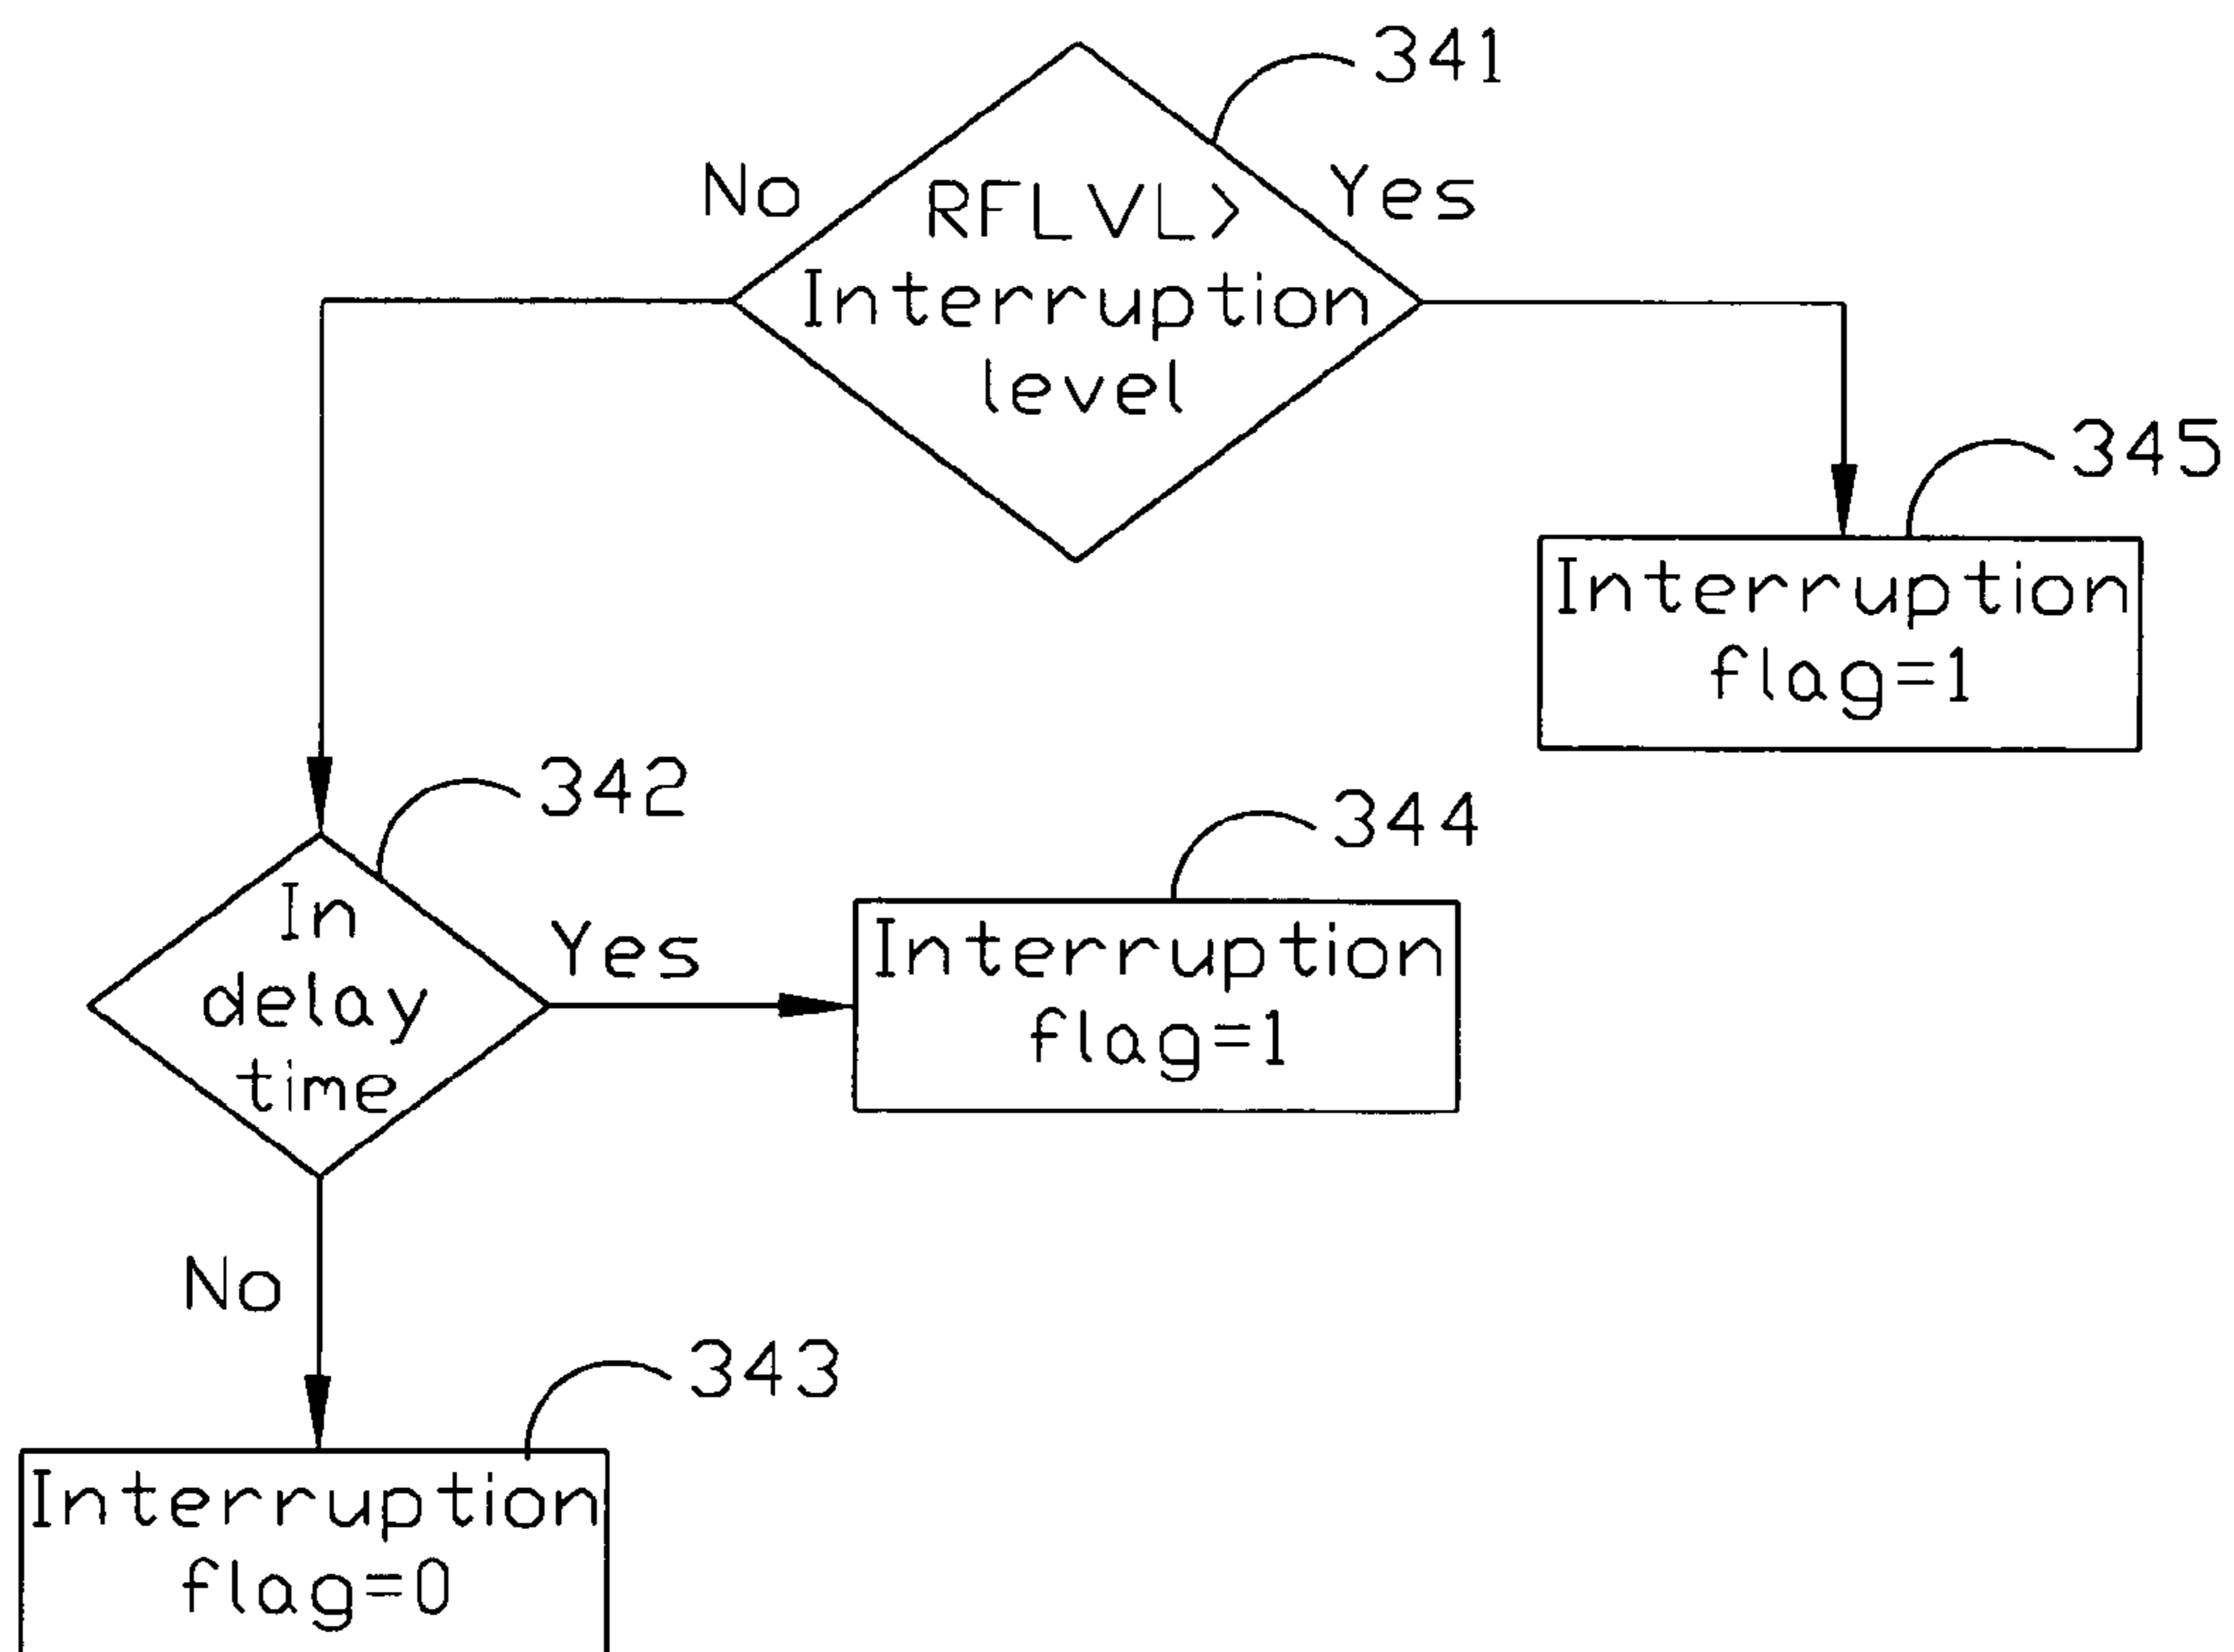 341
No
Yes
RFLVL>
Interruption
level
345
Interruption
flag=1
342
In
delay
time
Yes
344
Interruption
flag=1
No
343
Interruption
flag=0